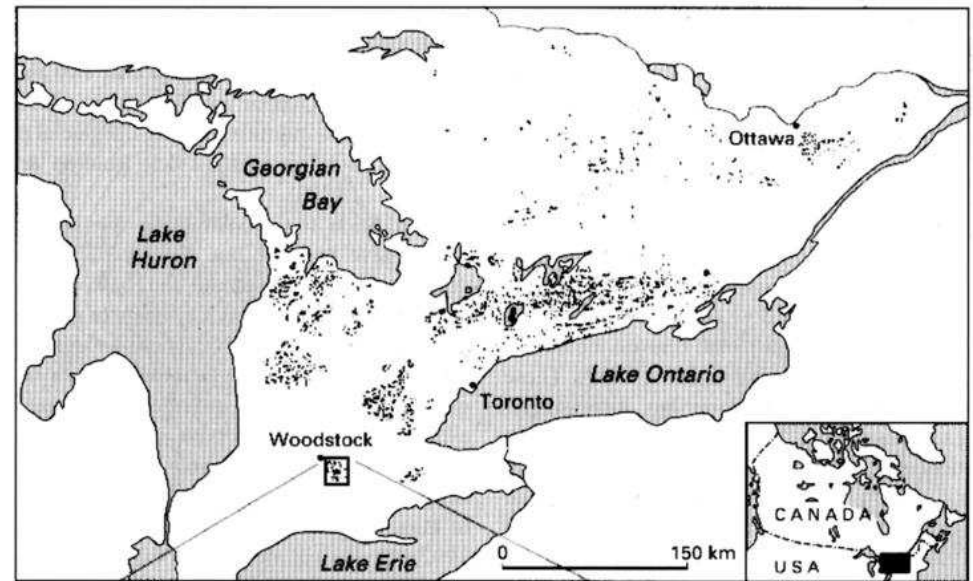 Ottawa
Georgian
Bay
Lake
Huron
Lake Ontario
Toronto
Woodstock
Lake Erie
0 150 km
CANADA
USA